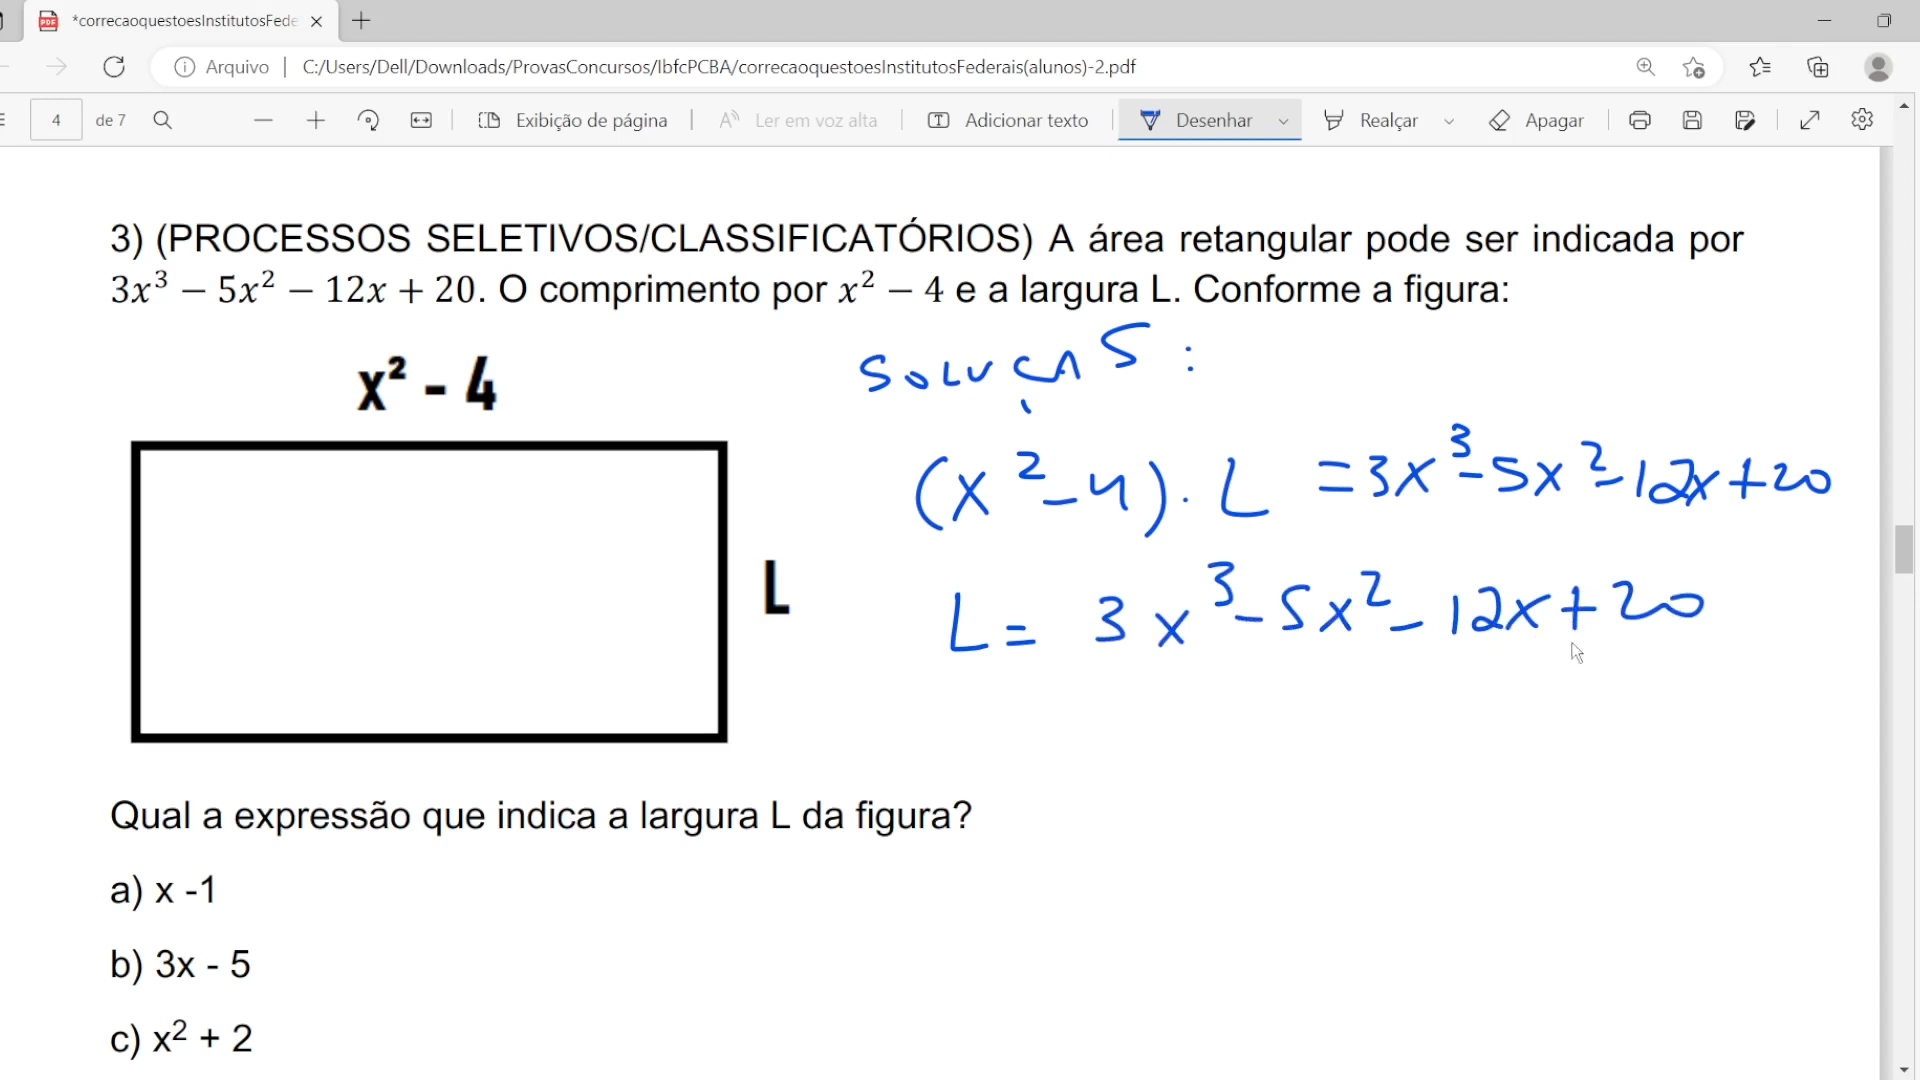 *correcaoquestoesInstitutosFede
Arquivo | C:/Users/Dell/Downloads/ProvasConcursos/IbfcPCBA/correcaoquestoesInstitutosFederais(alunos)-2.pdf
4 de 7 Exibição de página Ler em voz alta Adicionar texto Desenhar Realçar Apagar
3) (PROCESSOS SELETIVOS/CLASSIFICATÓRIOS) A área retangular pode ser indicada por
3x³ − 5x² − 12x + 20. O comprimento por x² − 4 e a largura L. Conforme a figura:
SOLUÇAS :
x² - 4
(x²-4). L = 3x³-5x²-12x+20
L
L= 3x³-5x²-12x+20
Qual a expressão que indica a largura L da figura?
a) x -1
b) 3x - 5
c) x² + 2